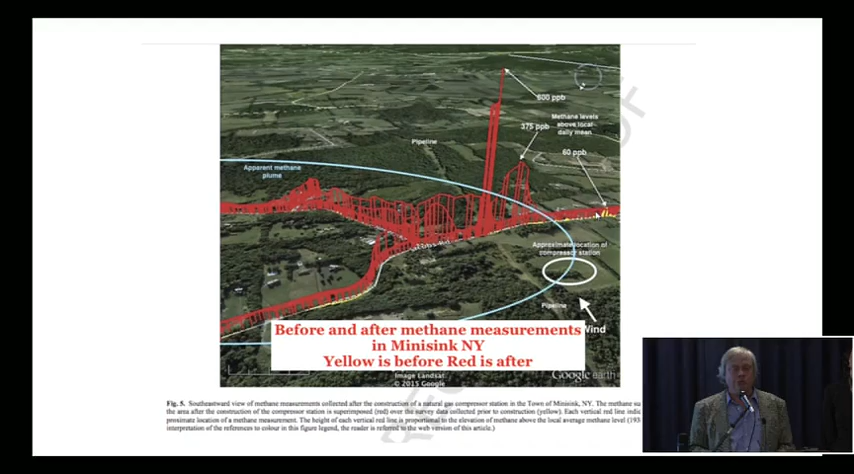 600 ppb
Methane levels
above local
daily mean
375 ppb
60 ppb
Pipeline
Apparent methane
plume
Approximate location of
compressor station
Pipeline
Wind
Before and after methane measurements
in Minisink NY
Yellow is before Red is after
Image Landsat
© 2015 Google
Google earth
Fig. 5. Southeastward view of methane measurements collected after the construction of a natural gas compressor station in the Town of Minisink, NY. The methane su
the area after the construction of the compressor station is superimposed (red) over the survey data collected prior to construction (yellow). Each vertical red line indic
proximate location of a methane measurement. The height of each vertical red line is proportional to the elevation of methane above the local average methane level (195
interpretation of the references to colour in this figure legend, the reader is referred to the web version of this article.)